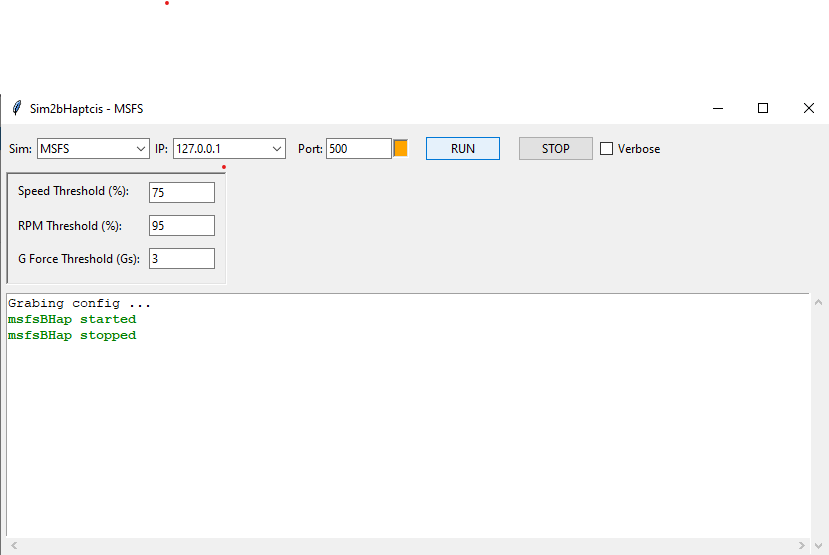 Sim2bHaptcis - MSFS
Sim: MSFS IP: 127.0.0.1 Port: 500 RUN STOP Verbose
Speed Threshold (%): 75
RPM Threshold (%): 95
G Force Threshold (Gs): 3
Grabing config ...
msfsBHap started
msfsBHap stopped